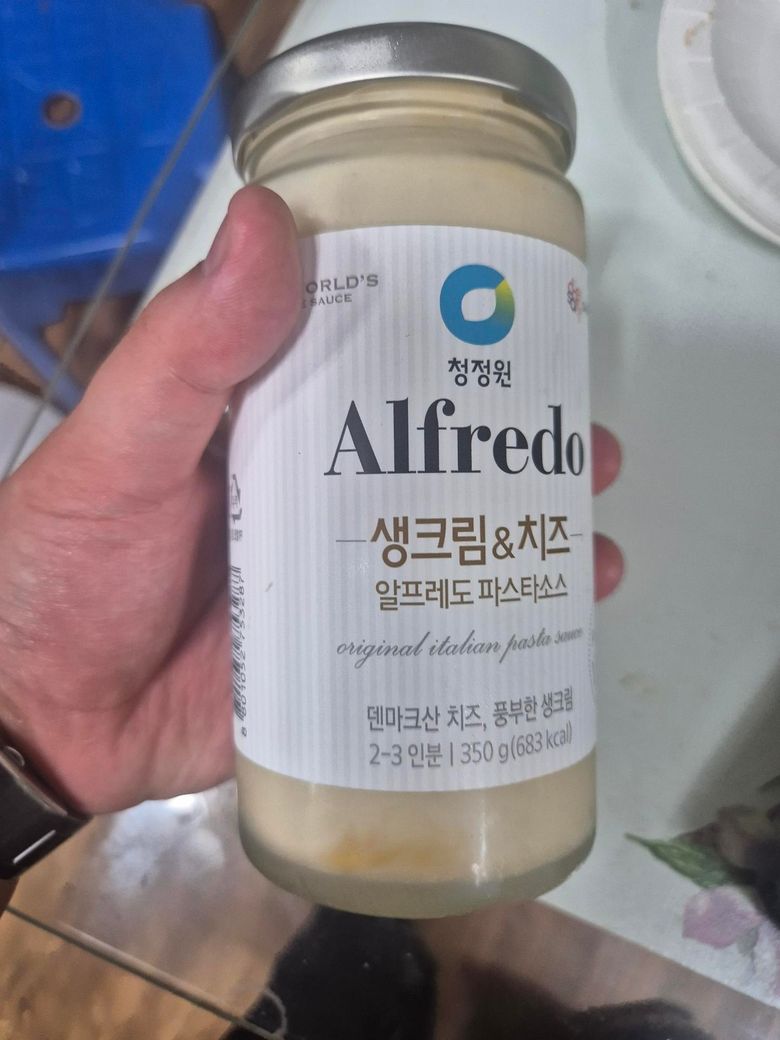 ORLD'S
SAUCE
청정원
Alfredo
생크림&치즈
알프레도 파스타소스
original italian pasta sauce
덴마크산 치즈, 풍부한 생크림
2-3 인분 | 350 g(683 kcal)